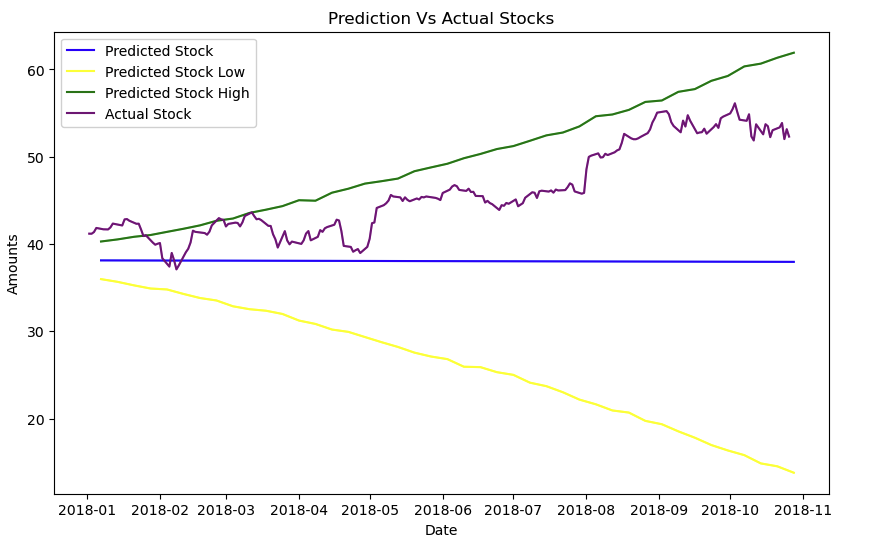 Prediction Vs Actual Stocks
Predicted Stock
Predicted Stock Low
Predicted Stock High
Actual Stock
60
50
40
30
20
Amounts
2018-01 2018-02 2018-03 2018-04 2018-05 2018-06 2018-07 2018-08 2018-09 2018-10 2018-11
Date